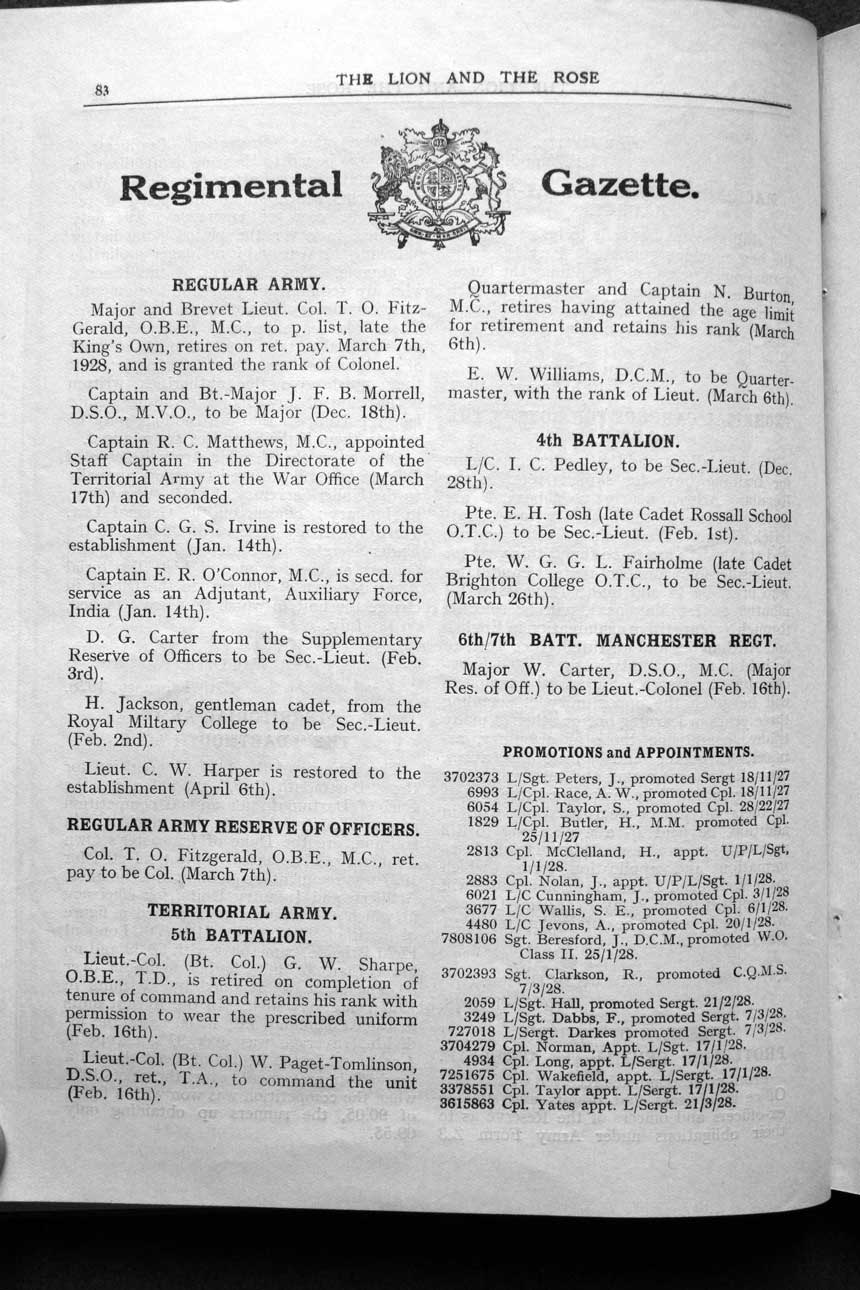 83
THE LION AND THE ROSE
Regimental Gazette.
REGULAR ARMY.
Major and Brevet Lieut. Col. T. O. Fitz-
Gerald, O.B.E., M.C., to p. list, late the
King's Own, retires on ret. pay. March 7th,
1928, and is granted the rank of Colonel.
Captain and Bt.-Major J. F. B. Morrell,
D.S.O., M.V.O., to be Major (Dec. 18th).
Captain R. C. Matthews, M.C., appointed
Staff Captain in the Directorate of the
Territorial Army at the War Office (March
17th) and seconded.
Captain C. G. S. Irvine is restored to the
establishment (Jan. 14th).
Captain E. R. O'Connor, M.C., is secd. for
service as an Adjutant, Auxiliary Force,
India (Jan. 14th).
D. G. Carter from the Supplementary
Reserve of Officers to be Sec.-Lieut. (Feb.
3rd).
H. Jackson, gentleman cadet, from the
Royal Miltary College to be Sec.-Lieut.
(Feb. 2nd).
Lieut. C. W. Harper is restored to the
establishment (April 6th).
REGULAR ARMY RESERVE OF OFFICERS.
Col. T. O. Fitzgerald, O.B.E., M.C., ret.
pay to be Col. (March 7th).
TERRITORIAL ARMY.
5th BATTALION.
Lieut.-Col. (Bt. Col.) G. W. Sharpe,
O.B.E., T.D., is retired on completion of
tenure of command and retains his rank with
permission to wear the prescribed uniform
(Feb. 16th).
Lieut.-Col. (Bt. Col.) W. Paget-Tomlinson,
D.S.O., ret., T.A., to command the unit
(Feb. 16th).
Quartermaster and Captain N. Burton,
M.C., retires having attained the age limit
for retirement and retains his rank (March
6th).
E. W. Williams, D.C.M., to be Quarter-
master, with the rank of Lieut. (March 6th).
4th BATTALION.
L/C. I. C. Pedley, to be Sec.-Lieut. (Dec.
28th).
Pte. E. H. Tosh (late Cadet Rossall School
O.T.C.) to be Sec.-Lieut. (Feb. 1st).
Pte. W. G. G. L. Fairholme (late Cadet
Brighton College O.T.C., to be Sec.-Lieut.
(March 26th).
6th/7th BATT. MANCHESTER REGT.
Major W. Carter, D.S.O., M.C. (Major
Res. of Off.) to be Lieut.-Colonel (Feb. 16th).
PROMOTIONS and APPOINTMENTS.
3702373 L/Sgt. Peters, J., promoted Sergt 18/11/27
6993 L/Cpl. Race, A. W., promoted Cpl. 18/11/27
6054 L/Cpl. Taylor, S., promoted Cpl. 28/22/27
1829 L/Cpl. Butler, H., M.M. promoted Cpl.
25/11/27
2813 Cpl. McClelland, H., appt. U/P/L/Sgt,
1/1/28.
2883 Cpl. Nolan, J., appt. U/P/L/Sgt. 1/1/28.
6021 L/C Cunningham, J., promoted Cpl. 3/1/28
3677 L/C Wallis, S. E., promoted Cpl. 6/1/28.
4480 L/C Jevons, A., promoted Cpl. 20/1/28.
7808106 Sgt. Beresford, J., D.C.M., promoted W.O.
Class II. 25/1/28.
3702393 Sgt. Clarkson, R., promoted C.Q.M.S.
7/3/28.
2059 L/Sgt. Hall, promoted Sergt. 21/2/28.
3249 L/Sgt. Dabbs, F., promoted Sergt. 7/3/28.
727018 L/Sergt. Darkes promoted Sergt. 7/3/28.
3704279 Cpl. Norman, Appt. L/Sgt. 17/1/28.
4934 Cpl. Long, appt. L/Sergt. 17/1/28.
7251675 Cpl. Wakefield, appt. L/Sergt. 17/1/28.
3378551 Cpl. Taylor appt. L/Sergt. 17/1/28.
3615863 Cpl. Yates appt. L/Sergt. 21/3/28.